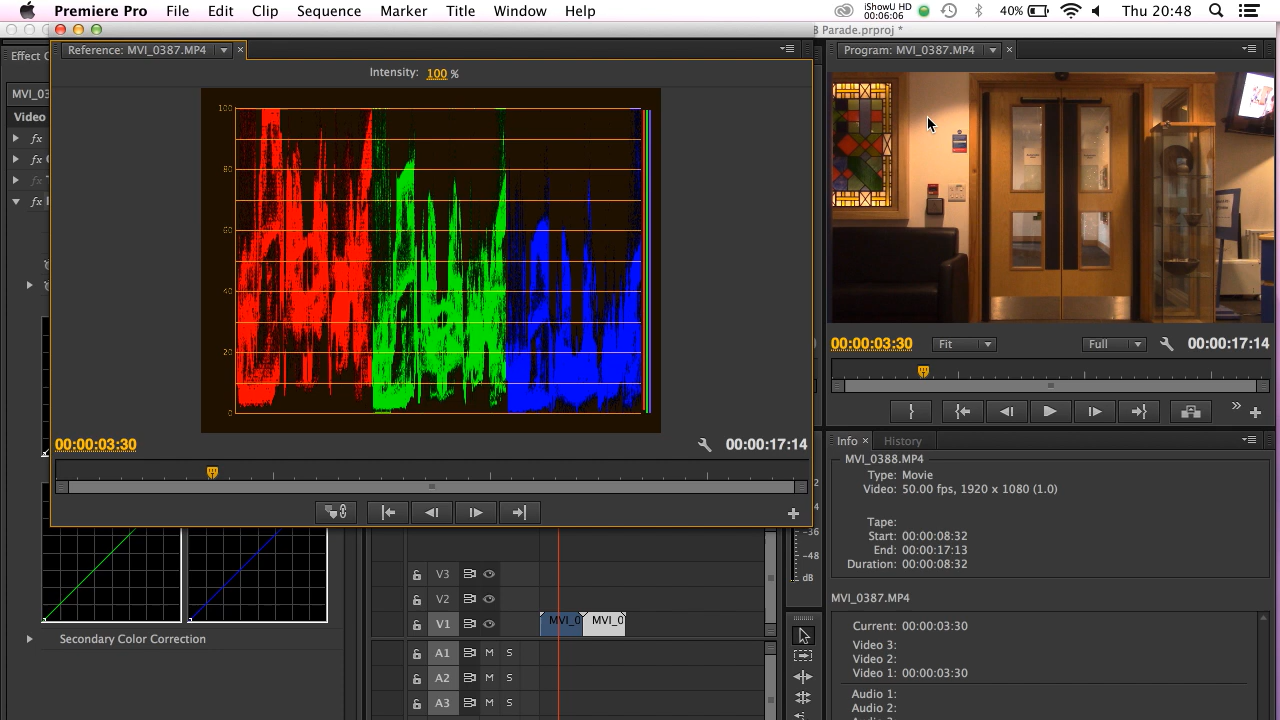 Premiere Pro File Edit Clip Sequence Marker Title Window Help
iShowU HD
00:06:06
40% Thu 20:48
Parade.prproj *
Effect C
Reference: MVI_0387.MP4 ×
Intensity: 100 %
100
80
60
40
20
0
00:00:03:30 00:00:17:14
MVI_03
Video
fx
fx
fx
fx
Secondary Color Correction
Program: MVI_0387.MP4 ×
00:00:03:30 Fit Full 00:00:17:14
Info × History
MVI_0388.MP4
Type: Movie
Video: 50.00 fps, 1920 x 1080 (1.0)
Tape:
Start: 00:00:08:32
End: 00:00:17:13
Duration: 00:00:08:32
MVI_0387.MP4
Current: 00:00:03:30
Video 3:
Video 2:
Video 1: 00:00:03:30
Audio 1:
Audio 2:
V3
V2
V1 MVI_0 MVI_0
A1 M S
A2 M S
A3 M S
-36
-48
dB